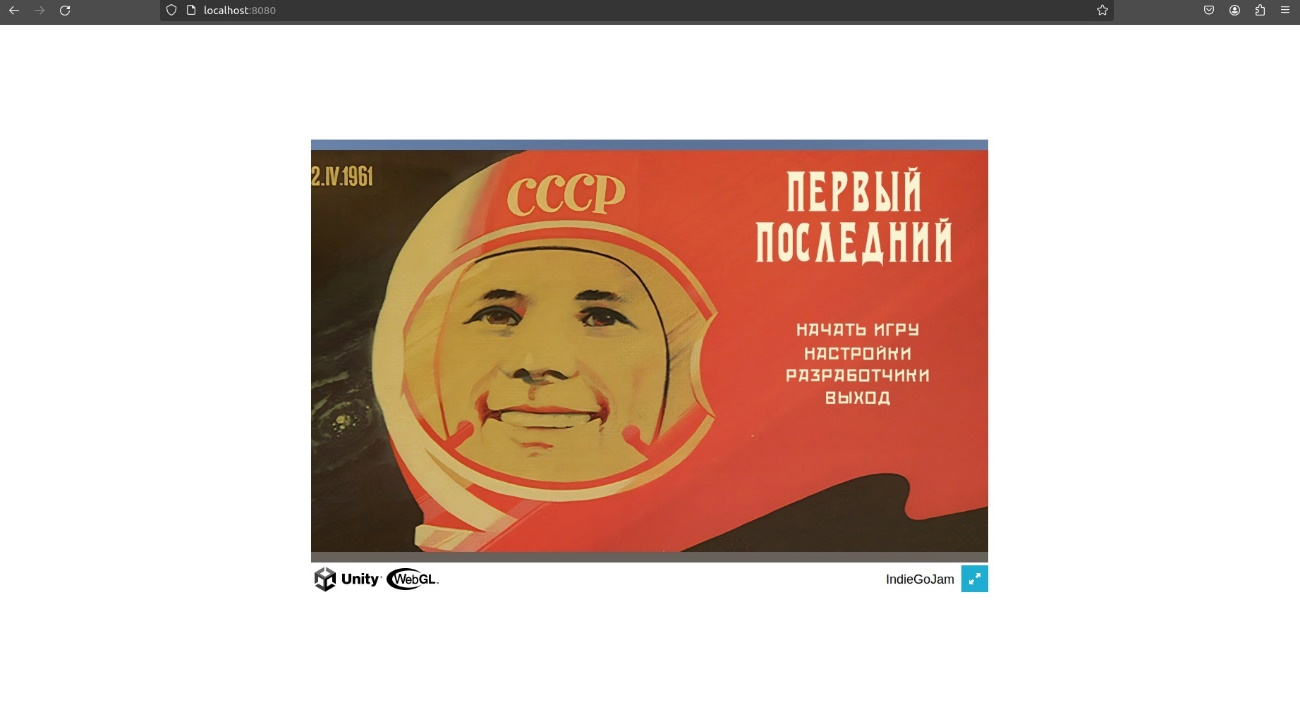 localhost:8080
2.IV.1961
СССР
ПЕРВЫЙ
ПОСЛЕДНИЙ
НАЧАТЬ ИГРУ
НАСТРОЙКИ
РАЗРАБОТЧИКИ
ВЫХОД
Unity WebGL
IndieGoJam